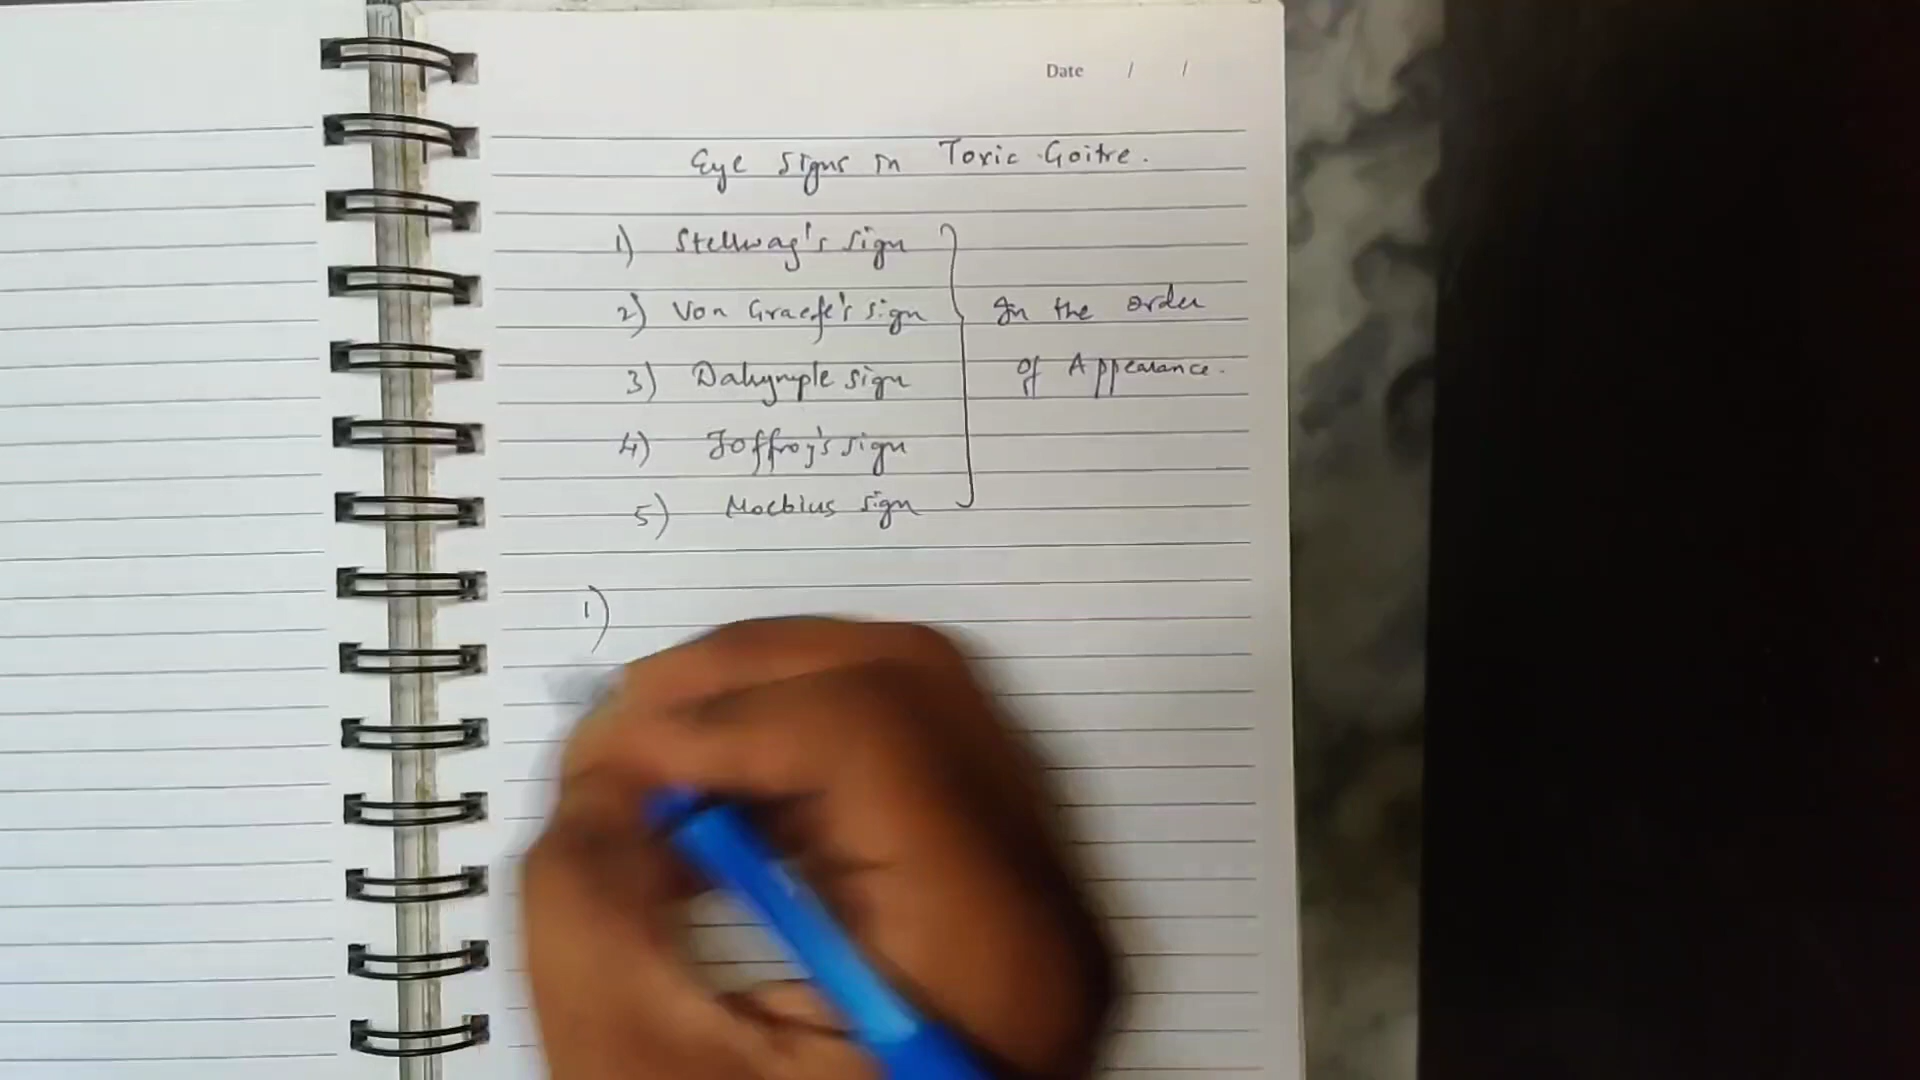 Date / /
Eye signs in Toxic Goitre.
1) Stellwag's sign
2) Von Graefe's sign
3) Dalrymple sign
4) Joffroy's sign
5) Moebius sign
In the order
of Appearance.
1)